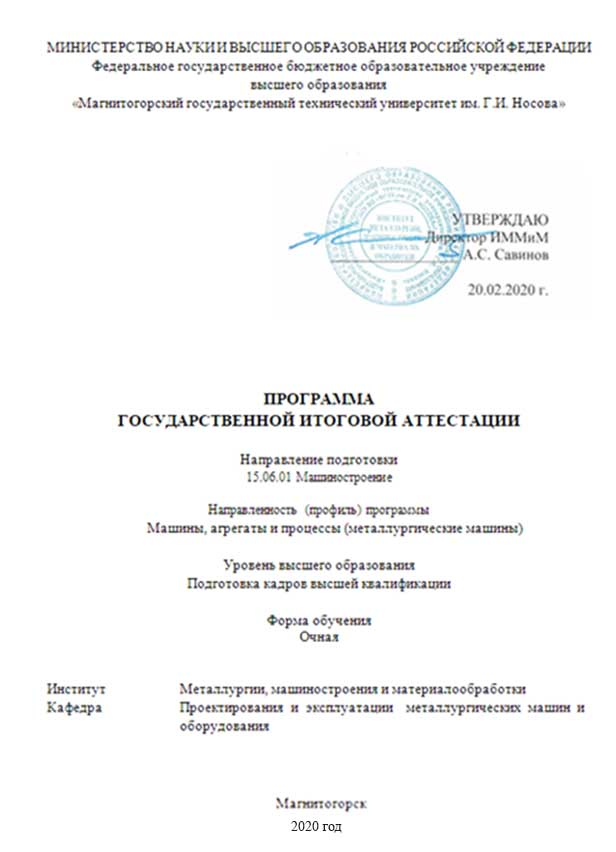 МИНИСТЕРСТВО НАУКИ И ВЫСШЕГО ОБРАЗОВАНИЯ РОССИЙСКОЙ ФЕДЕРАЦИИ
Федеральное государственное бюджетное образовательное учреждение
высшего образования
«Магнитогорский государственный технический университет им. Г.И. Носова»
УТВЕРЖДАЮ
Директор ИММиМ
А.С. Савинов
20.02.2020 г.
ПРОГРАММА
ГОСУДАРСТВЕННОЙ ИТОГОВОЙ АТТЕСТАЦИИ
Направление подготовки
15.06.01 Машиностроение
Направленность (профиль) программы
Машины, агрегаты и процессы (металлургические машины)
Уровень высшего образования
Подготовка кадров высшей квалификации
Форма обучения
Очная
Институт Металлургии, машиностроения и материалообработки
Кафедра Проектирования и эксплуатации металлургических машин и
оборудования
Магнитогорск
2020 год